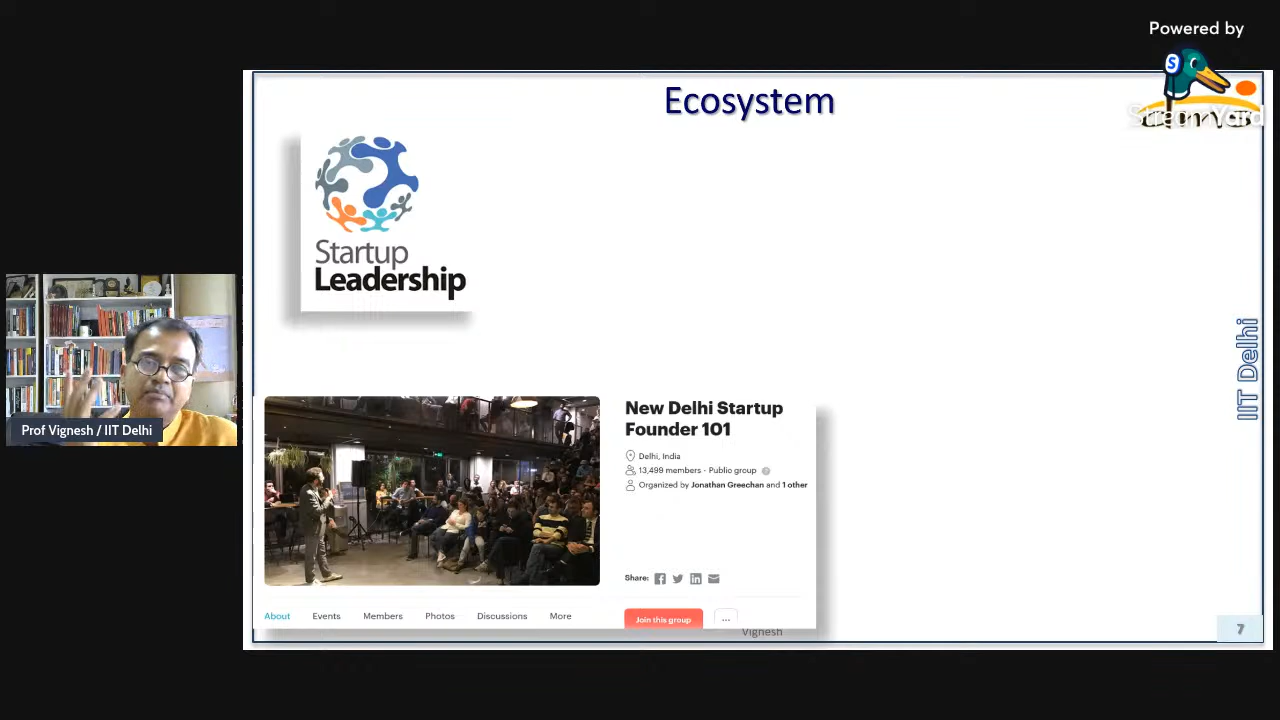 Powered by
StreamYard
Ecosystem
Startup
Leadership
IIT Delhi
Prof Vignesh / IIT Delhi
New Delhi Startup
Founder 101
Delhi, India
13,499 members · Public group
Organized by Jonathan Greechan and 1 other
Share:
About Events Members Photos Discussions More
Join this group
...
Vignesh
7